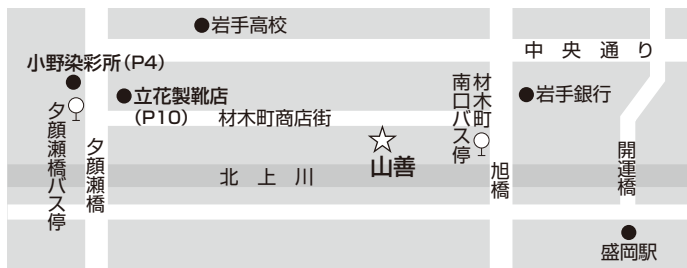 岩手高校
中央通り
小野染彩所(P4)
立花製靴店
(P10)
材木町商店街
材木町
南口バス停
岩手銀行
夕顔瀬橋バス停
夕顔瀬橋
北上川
山善
旭橋
開運橋
盛岡駅